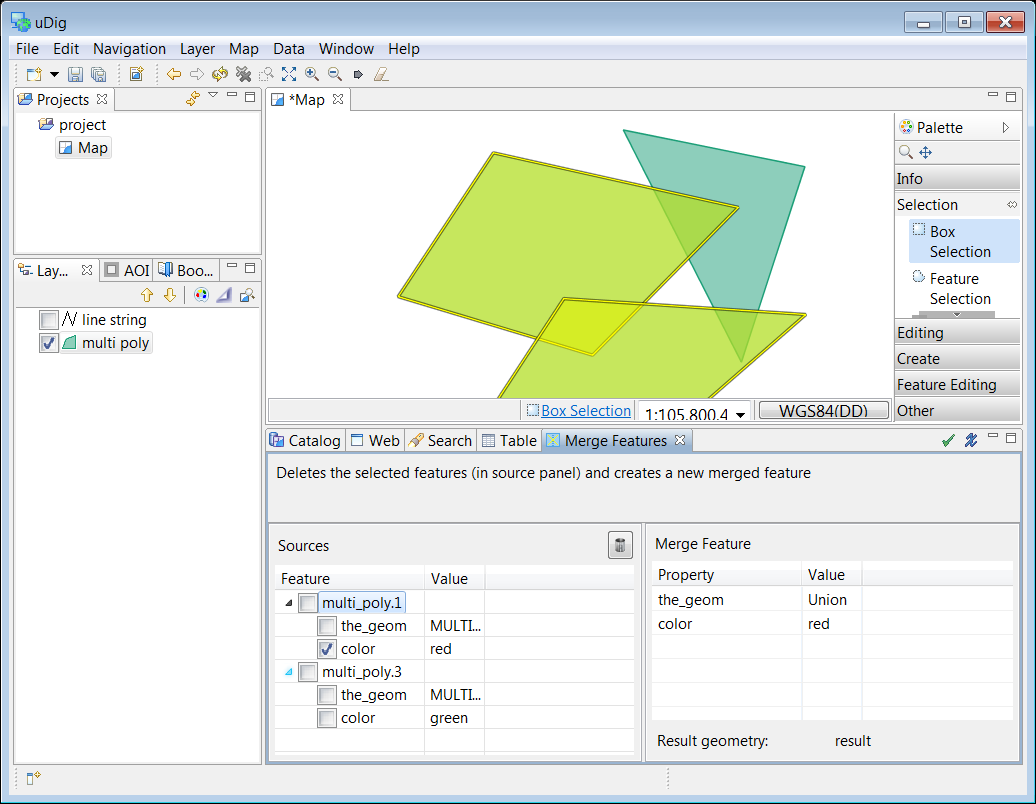 uDig
File Edit Navigation Layer Map Data Window Help
Projects
project
Map
*Map
Palette
Info
Selection
Box
Selection
Feature
Selection
Editing
Create
Feature Editing
Other
Lay... AOI Boo...
line string
multi poly
Box Selection 1:105.800.4 WGS84(DD)
Catalog Web Search Table Merge Features
Deletes the selected features (in source panel) and creates a new merged feature
Sources
Feature Value
multi_poly.1
the_geom MULTI...
color red
multi_poly.3
the_geom MULTI...
color green
Merge Feature
Property Value
the_geom Union
color red
Result geometry: result